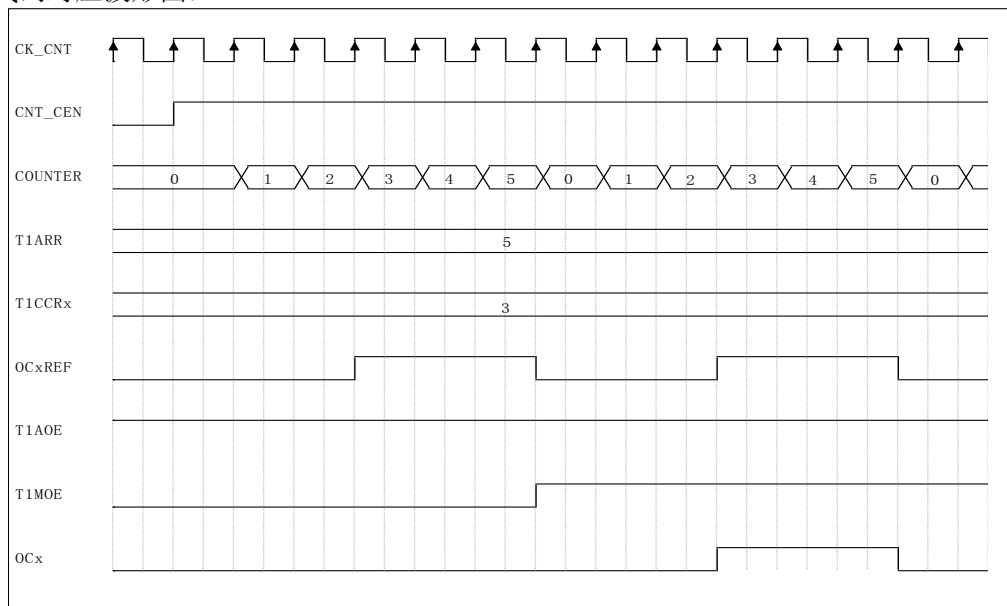 CK_CNT
CNT_CEN
COUNTER 0 1 2 3 4 5 0 1 2 3 4 5 0
T1ARR 5
T1CCRx 3
OCxREF
T1AOE
T1MOE
OCx